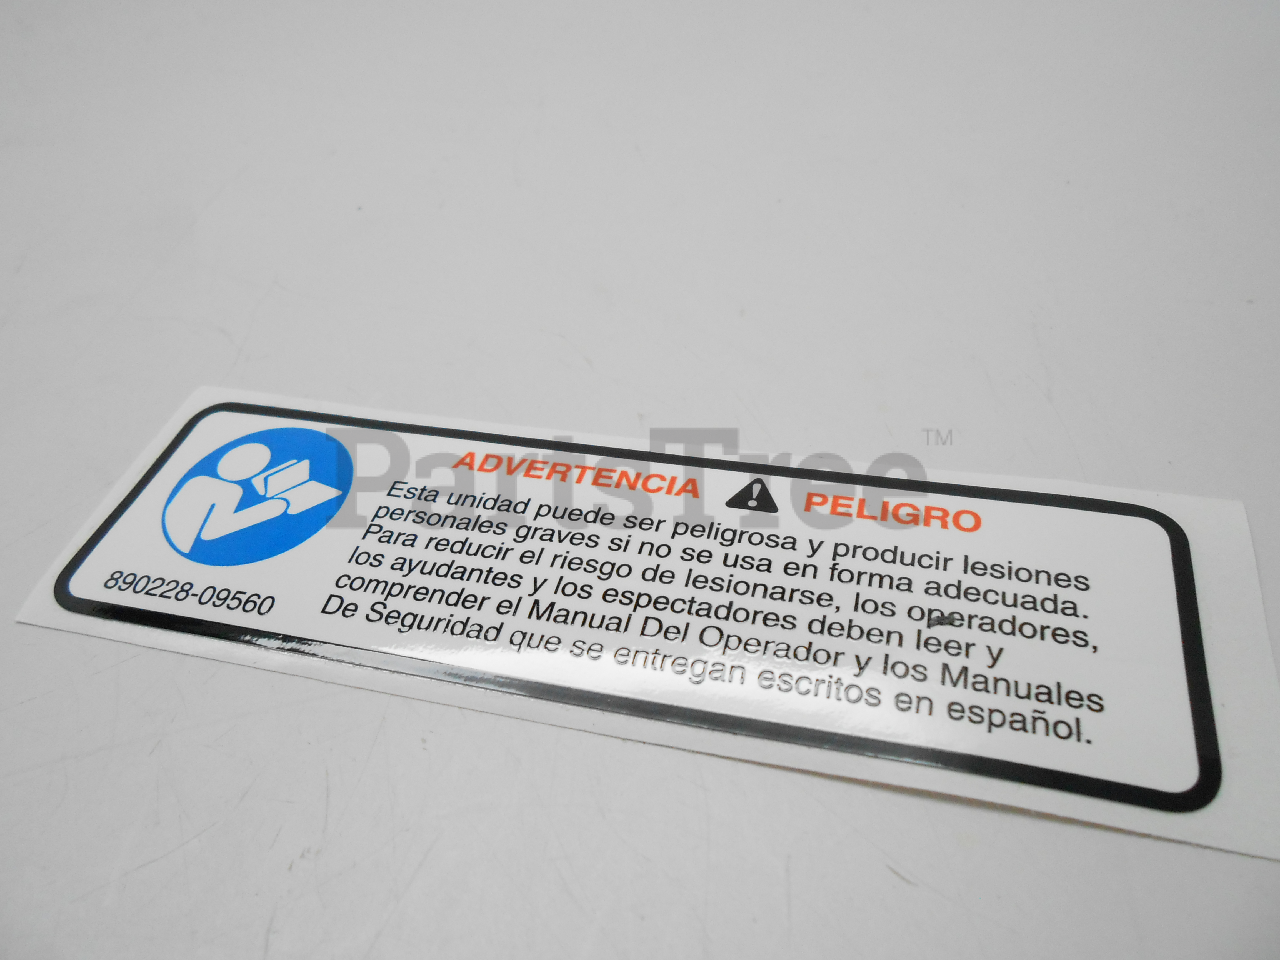 PartsTree™
ADVERTENCIA PELIGRO
Esta unidad puede ser peligrosa y producir lesiones
personales graves si no se usa en forma adecuada.
Para reducir el riesgo de lesionarse, los operadores,
los ayudantes y los espectadores deben leer y
comprender el Manual Del Operador y los Manuales
De Seguridad que se entregan escritos en español.
890228-09560